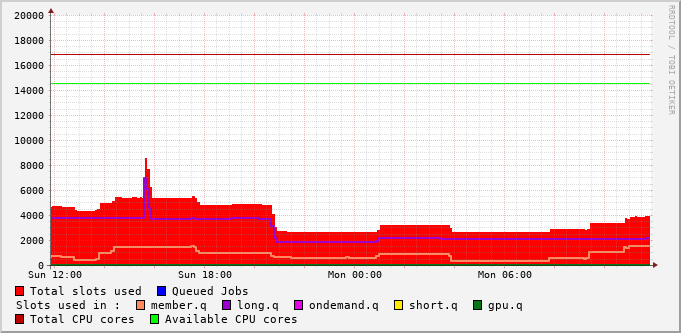 20000
18000
16000
14000
12000
10000
8000
6000
4000
2000
0
Sun 12:00 Sun 18:00 Mon 00:00 Mon 06:00
RRDTOOL / TOBI OETIKER
Total slots used Queued Jobs
Slots used in : member.q long.q ondemand.q short.q gpu.q
Total CPU cores Available CPU cores